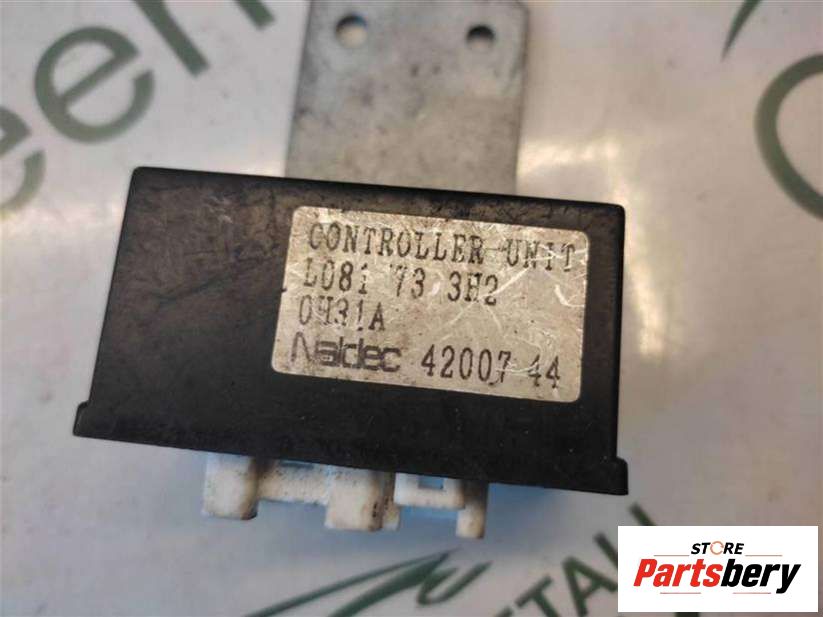 CONTROLLER UNIT
L081 73 3H2
0H31A
Naldec 42007 44
STORE
Partsbery